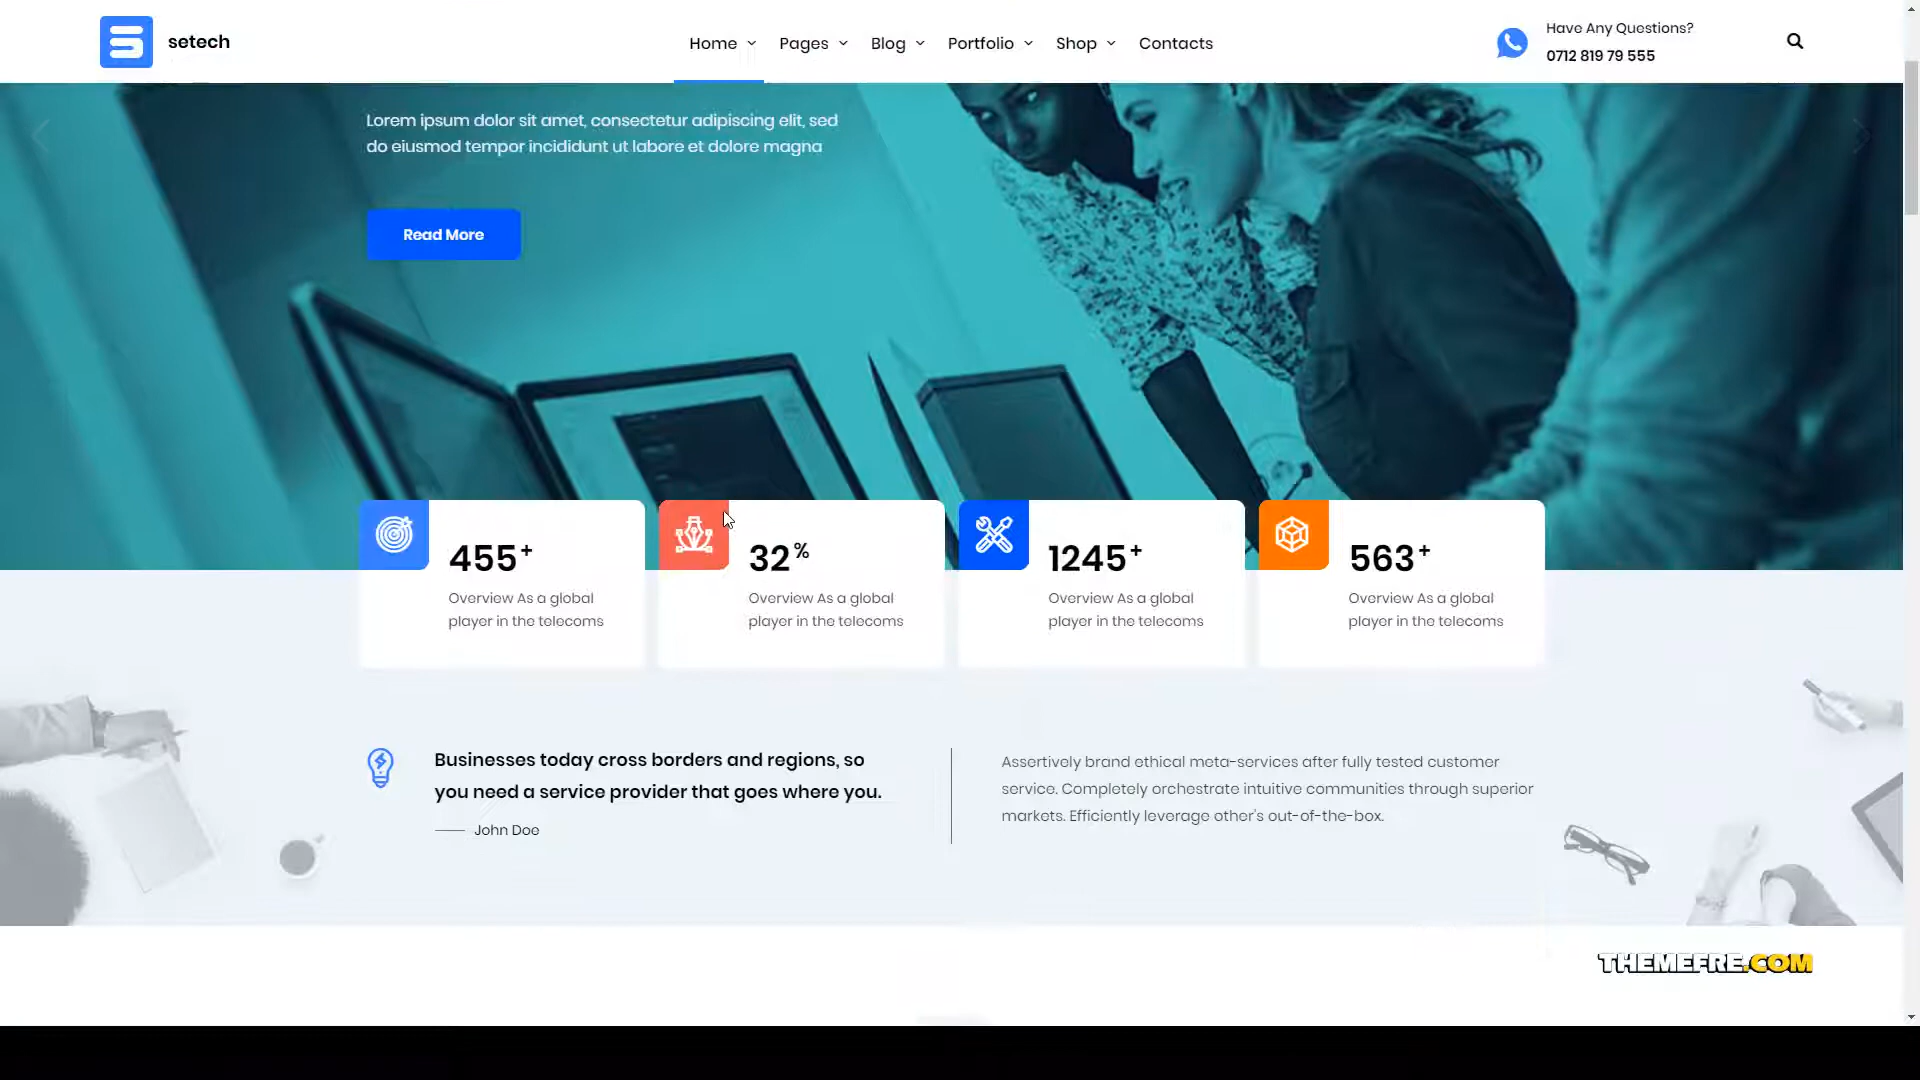 setech
Home
Pages
Blog
Portfolio
Shop
Contacts
Have Any Questions?
0712 819 79 555
Lorem ipsum dolor sit amet, consectetur adipiscing elit, sed
do eiusmod tempor incididunt ut labore et dolore magna
Read More
455+
Overview As a global
player in the telecoms
32%
Overview As a global
player in the telecoms
1245+
Overview As a global
player in the telecoms
563+
Overview As a global
player in the telecoms
Businesses today cross borders and regions, so
you need a service provider that goes where you.
John Doe
Assertively brand ethical meta-services after fully tested customer
service. Completely orchestrate intuitive communities through superior
markets. Efficiently leverage other's out-of-the-box.
THEMEFRE.COM